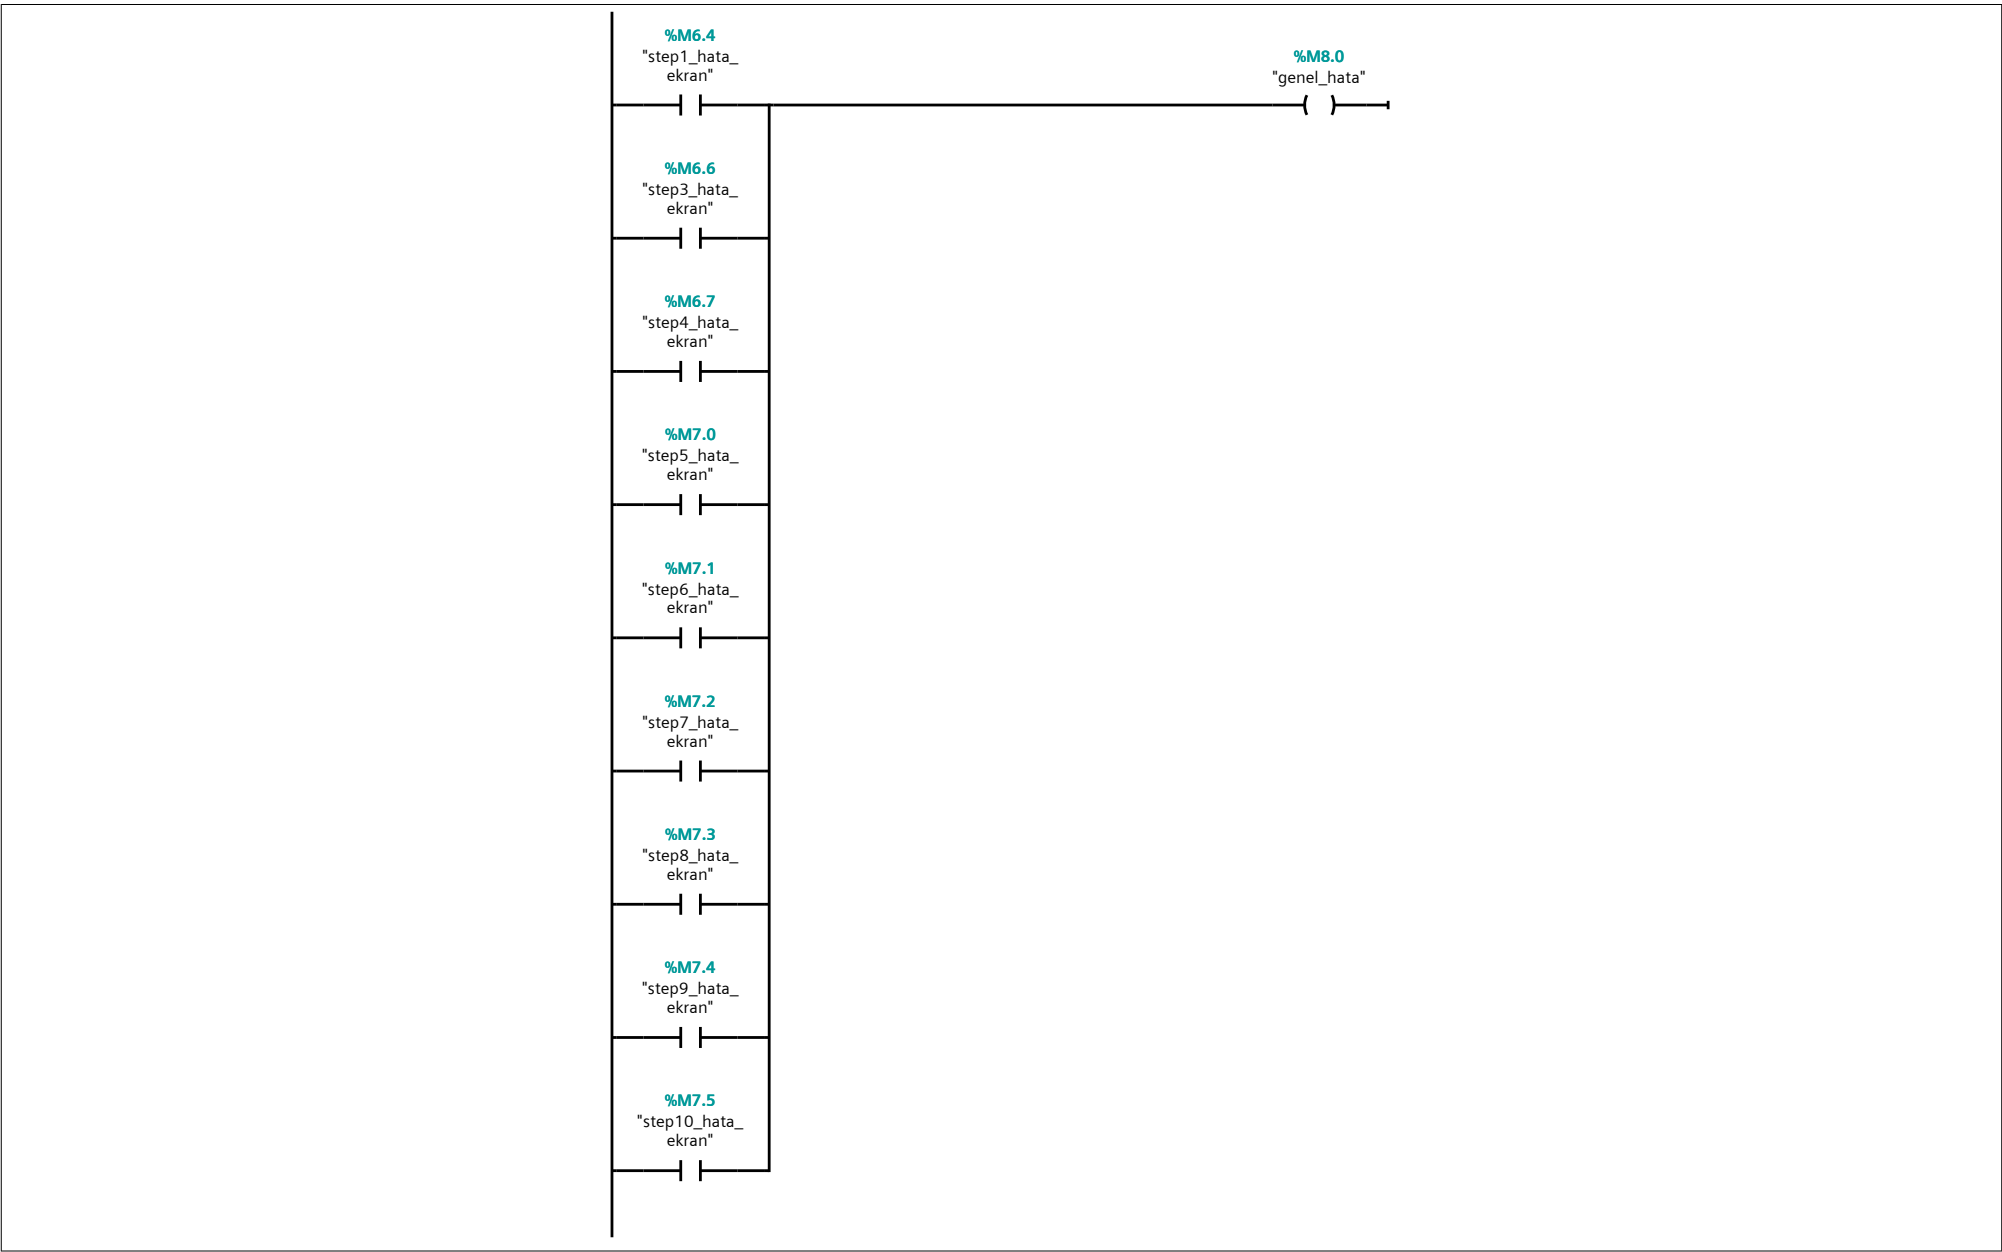 %M6.4
"step1_hata_
ekran"
%M8.0
"genel_hata"
%M6.6
"step3_hata_
ekran"
%M6.7
"step4_hata_
ekran"
%M7.0
"step5_hata_
ekran"
%M7.1
"step6_hata_
ekran"
%M7.2
"step7_hata_
ekran"
%M7.3
"step8_hata_
ekran"
%M7.4
"step9_hata_
ekran"
%M7.5
"step10_hata_
ekran"